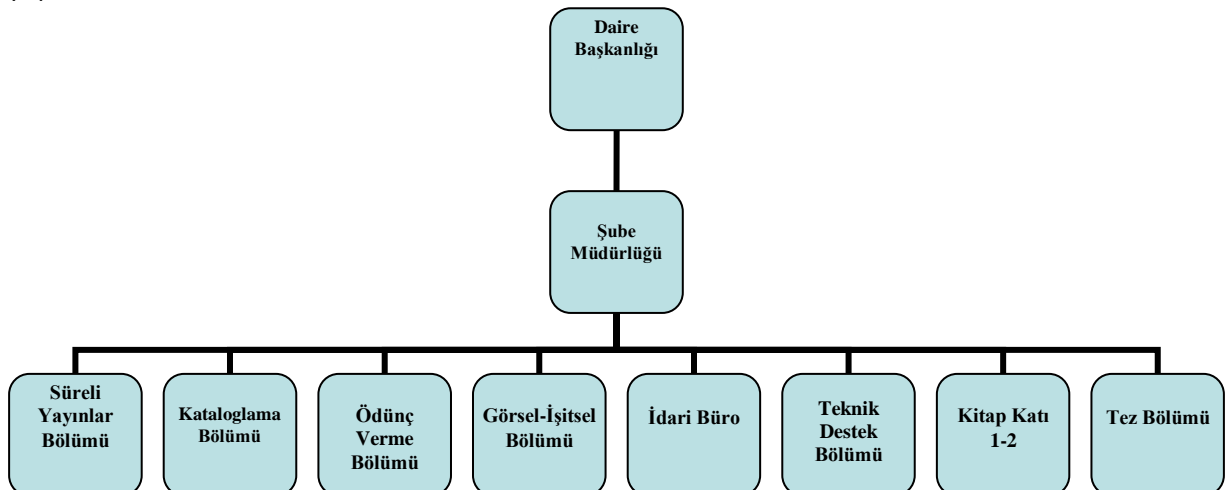 Daire
Başkanlığı
Şube
Müdürlüğü
Süreli
Yayınlar
Bölümü
Kataloglama
Bölümü
Ödünç
Verme
Bölümü
Görsel-İşitsel
Bölümü
İdari Büro
Teknik
Destek
Bölümü
Kitap Katı
1-2
Tez Bölümü